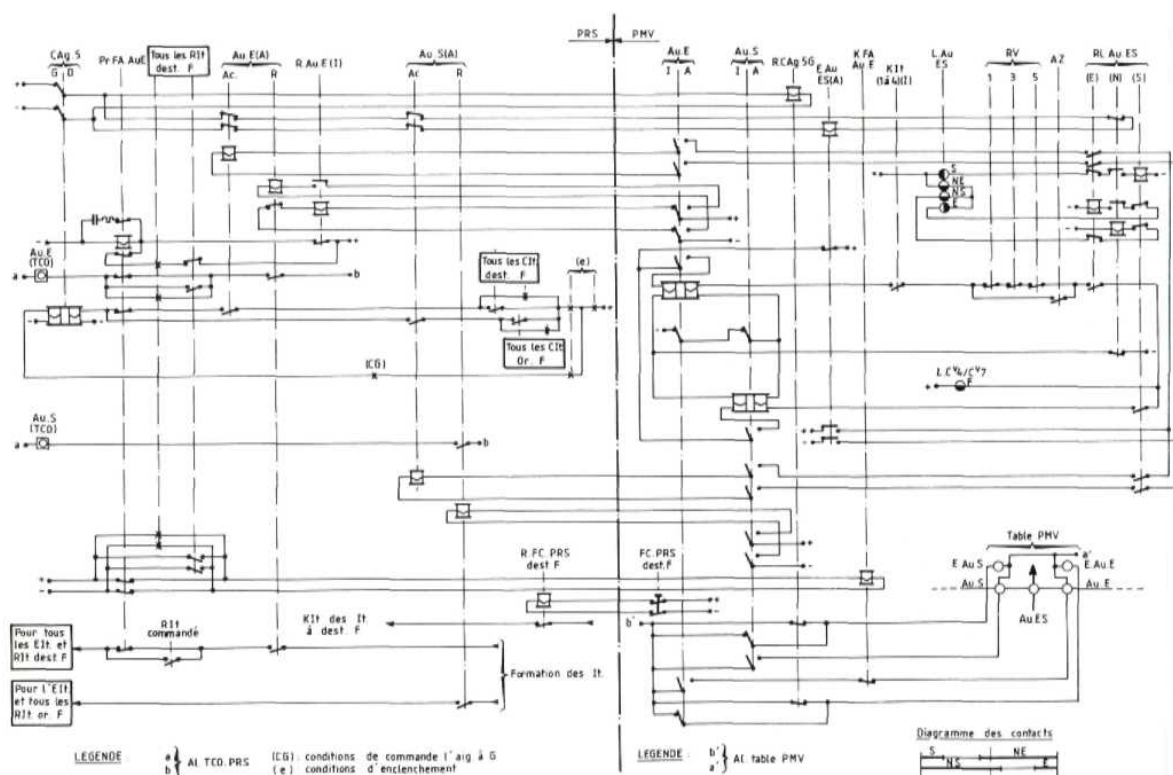 PRS PMV
CAg.5
G D
Pr FA AuE
Tous les RIt
dest. F
Au.E(A)
Ac. R
R.Au.E(I)
Au.S(A)
Ac R
Au.E
I A
Au.S
I A
R.CAg 5G
E.Au
ES(A)
K.FA
Au E
KIt
(1à4)(I)
L.Au
ES
RV
1 3 5
AZ
RL Au.ES
(E) (N) (S)
S
NE
NS
E
Au.E
(TCO)
a
b
Tous les CIt
dest. F
(e)
Tous les CIt
Or. F
(CG)
L.CV4/CV7
F
Au.S
(TCO)
a
b
R.FC.PRS
dest F
FC.PRS
dest.F
Table PMV
a'
E.Au.S
E.Au.E
Au.S
Au.E
Au.ES
b'
Pour tous
les EIt. et
RIt dest. F
RIt
commandé
KIt des It.
à dest. F
Formation des It.
Pour l'EIt
et tous les
RIt or. F
LEGENDE :
a
b
Al TCO. PRS
(CG): conditions de commande l'aig à G
(e) conditions d'enclenchement
LEGENDE :
b'
a'
Al table PMV
Diagramme des contacts
S NE
NS E